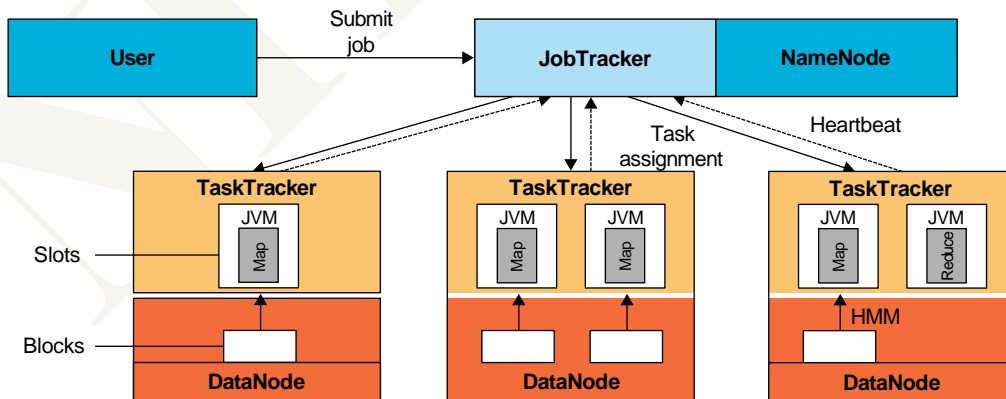 Submit
job
User
JobTracker
NameNode
Task
assignment
Heartbeat
TaskTracker
TaskTracker
TaskTracker
JVM
JVM
JVM
JVM
JVM
Slots
Map
Map
Map
Map
Reduce
HMM
Blocks
DataNode
DataNode
DataNode